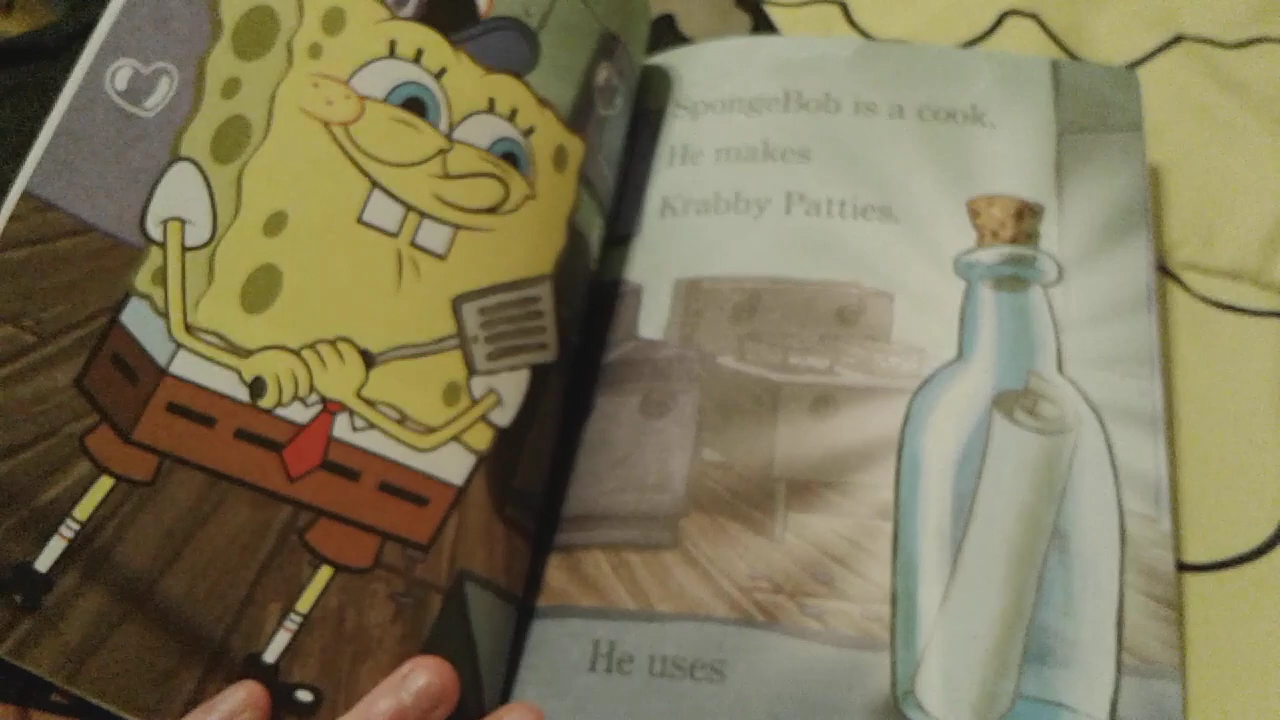 SpongeBob is a cook.
He makes
Krabby Patties.
He uses